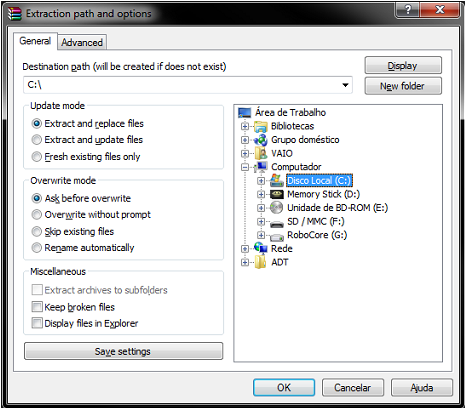 Extraction path and options
General
Advanced
Destination path (will be created if does not exist)
C:\
Display
New folder
Update mode
Extract and replace files
Extract and update files
Fresh existing files only
Overwrite mode
Ask before overwrite
Overwrite without prompt
Skip existing files
Rename automatically
Miscellaneous
Extract archives to subfolders
Keep broken files
Display files in Explorer
Save settings
Área de Trabalho
Bibliotecas
Grupo doméstico
VAIO
Computador
Disco Local (C:)
Memory Stick (D:)
Unidade de BD-ROM (E:)
SD / MMC (F:)
RoboCore (G:)
Rede
ADT
OK
Cancelar
Ajuda